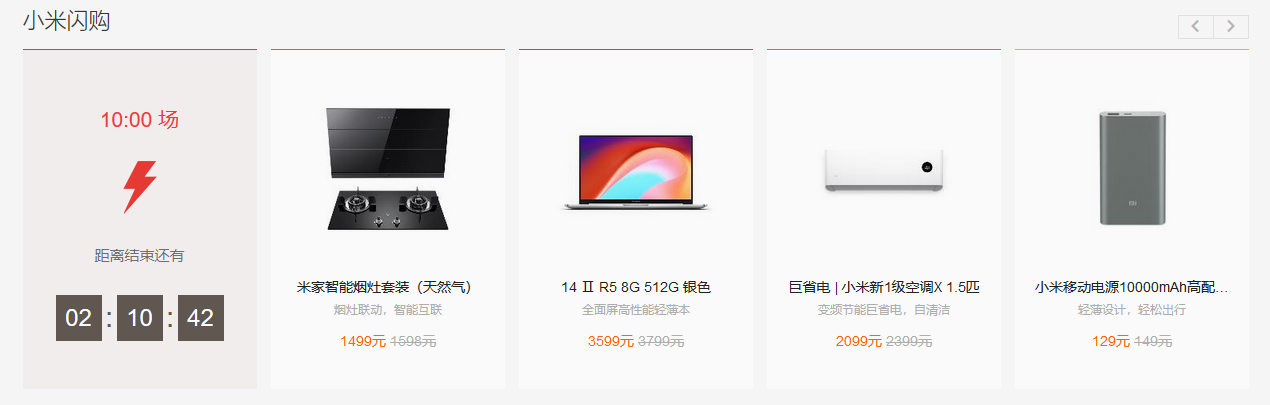 小米闪购
10:00 场
距离结束还有
02 : 10 : 42
米家智能烟灶套装（天然气）
烟灶联动，智能互联
1499元 1598元
14 Ⅱ R5 8G 512G 银色
全面屏高性能轻薄本
3599元 3799元
巨省电 | 小米新1级空调X 1.5匹
变频节能巨省电，自清洁
2099元 2399元
mi
小米移动电源10000mAh高配...
轻薄设计，轻松出行
129元 149元